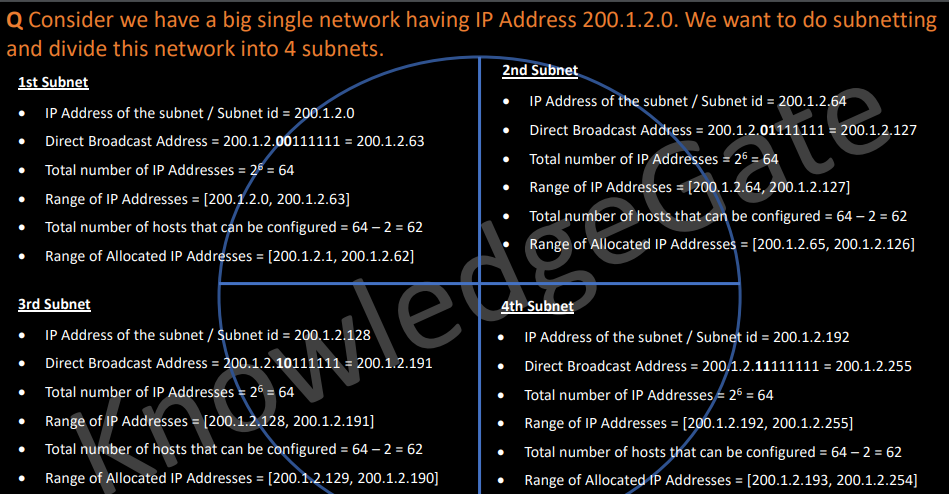 Q Consider we have a big single network having IP Address 200.1.2.0. We want to do subnetting
and divide this network into 4 subnets.
1st Subnet
• IP Address of the subnet / Subnet id = 200.1.2.0
• Direct Broadcast Address = 200.1.2.00111111 = 200.1.2.63
• Total number of IP Addresses = 2⁶ = 64
• Range of IP Addresses = [200.1.2.0, 200.1.2.63]
• Total number of hosts that can be configured = 64 – 2 = 62
• Range of Allocated IP Addresses = [200.1.2.1, 200.1.2.62]
2nd Subnet
• IP Address of the subnet / Subnet id = 200.1.2.64
• Direct Broadcast Address = 200.1.2.01111111 = 200.1.2.127
• Total number of IP Addresses = 2⁶ = 64
• Range of IP Addresses = [200.1.2.64, 200.1.2.127]
• Total number of hosts that can be configured = 64 – 2 = 62
• Range of Allocated IP Addresses = [200.1.2.65, 200.1.2.126]
3rd Subnet
• IP Address of the subnet / Subnet id = 200.1.2.128
• Direct Broadcast Address = 200.1.2.10111111 = 200.1.2.191
• Total number of IP Addresses = 2⁶ = 64
• Range of IP Addresses = [200.1.2.128, 200.1.2.191]
• Total number of hosts that can be configured = 64 – 2 = 62
• Range of Allocated IP Addresses = [200.1.2.129, 200.1.2.190]
4th Subnet
• IP Address of the subnet / Subnet id = 200.1.2.192
• Direct Broadcast Address = 200.1.2.11111111 = 200.1.2.255
• Total number of IP Addresses = 2⁶ = 64
• Range of IP Addresses = [200.1.2.192, 200.1.2.255]
• Total number of hosts that can be configured = 64 – 2 = 62
• Range of Allocated IP Addresses = [200.1.2.193, 200.1.2.254]
KnowledgeGate